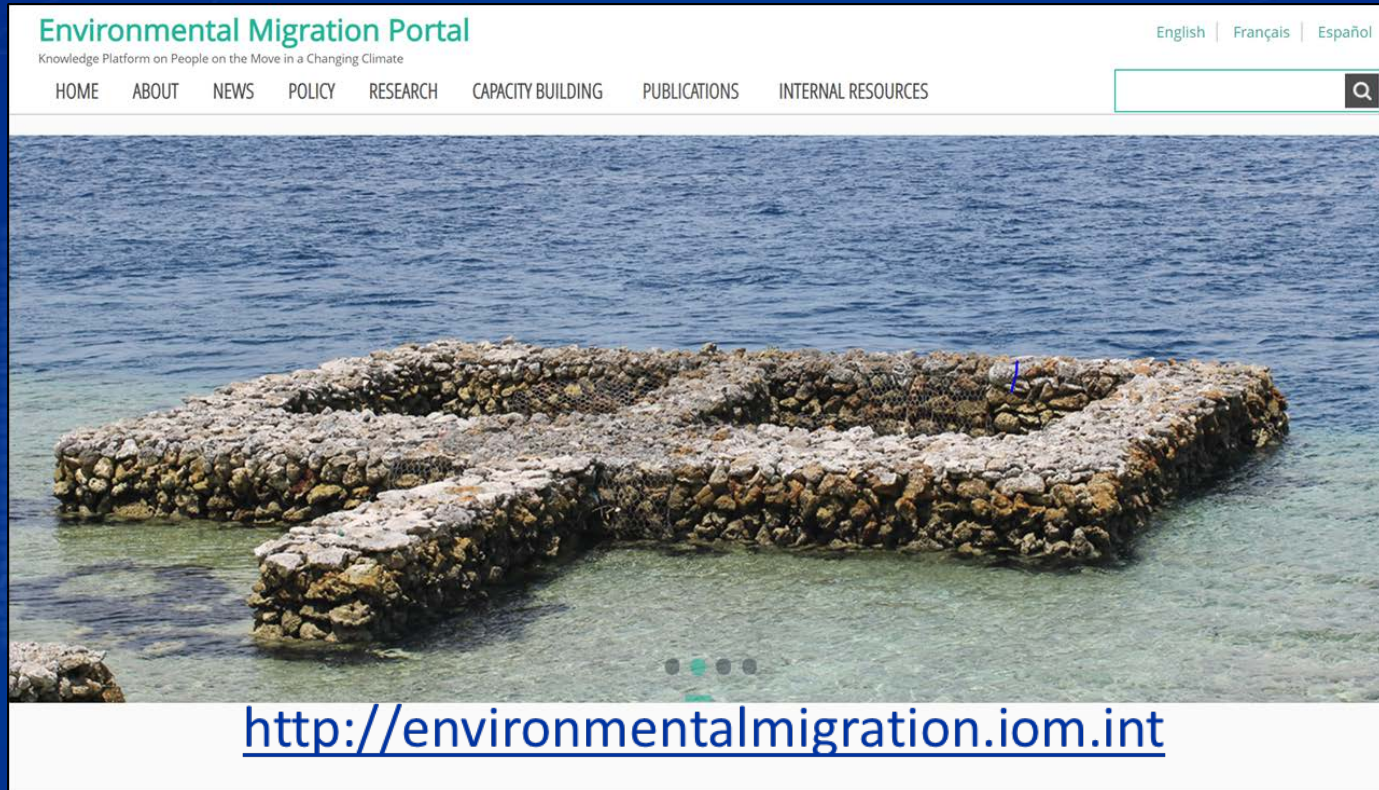 Environmental Migration Portal
English | Français | Español
Knowledge Platform on People on the Move in a Changing Climate
HOME ABOUT NEWS POLICY RESEARCH CAPACITY BUILDING PUBLICATIONS INTERNAL RESOURCES
http://environmentalmigration.iom.int